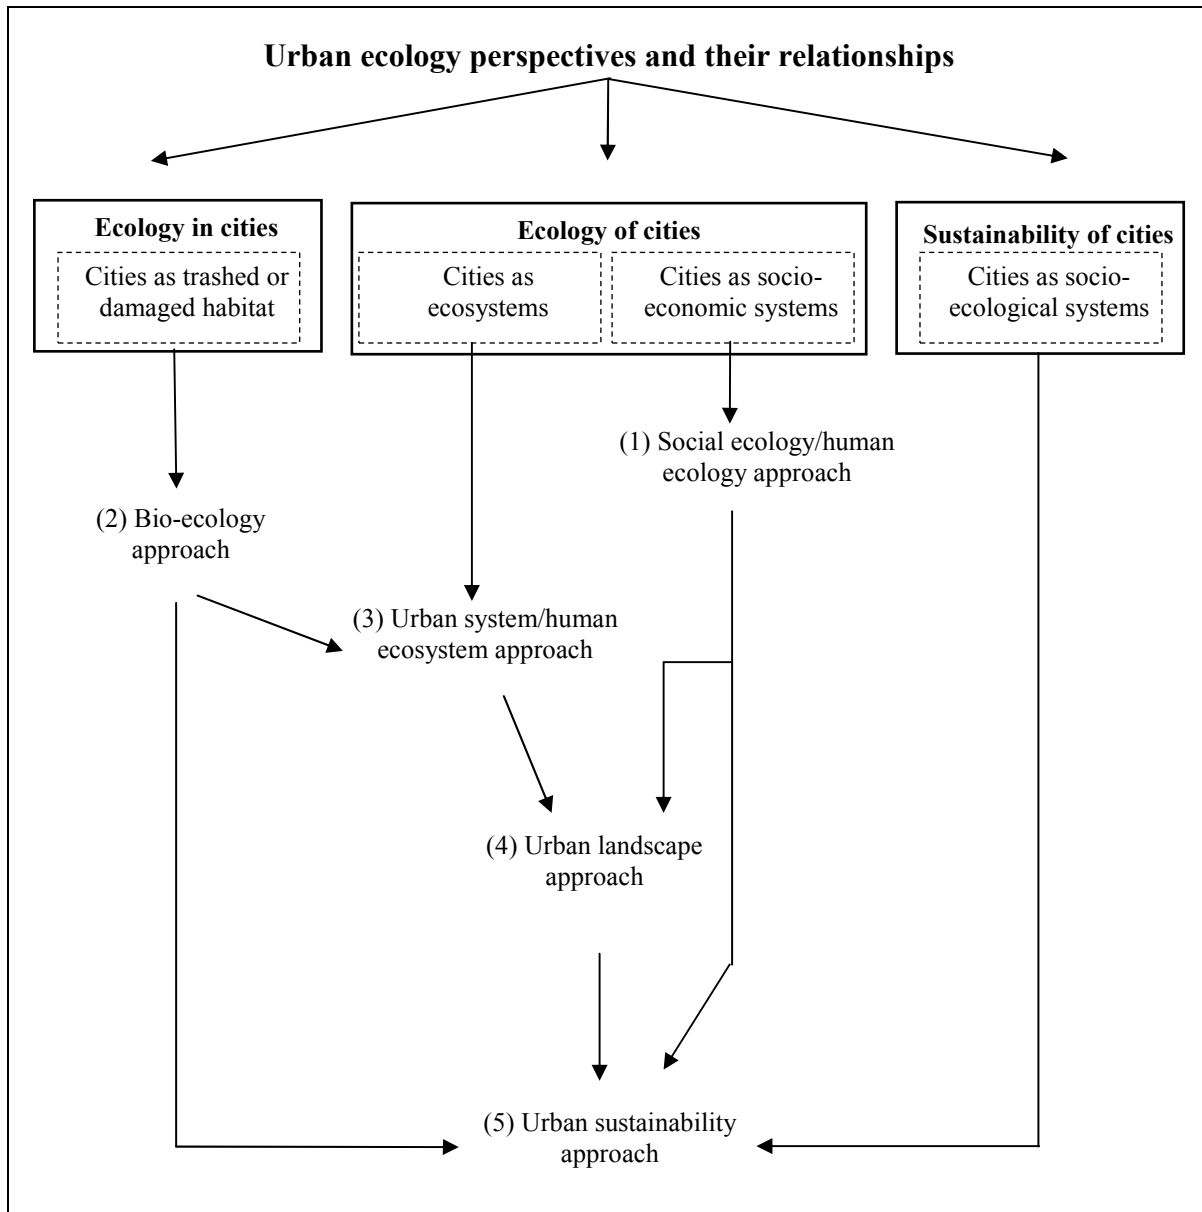 Urban ecology perspectives and their relationships
Ecology in cities
Cities as trashed or
damaged habitat
Ecology of cities
Cities as
ecosystems
Cities as socio-
economic systems
Sustainability of cities
Cities as socio-
ecological systems
(1) Social ecology/human
ecology approach
(2) Bio-ecology
approach
(3) Urban system/human
ecosystem approach
(4) Urban landscape
approach
(5) Urban sustainability
approach